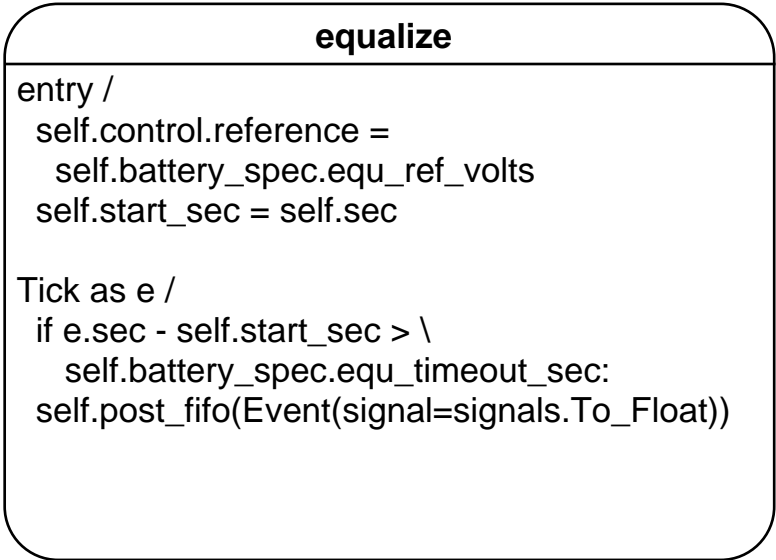 equalize
entry /
self.control.reference =
self.battery_spec.equ_ref_volts
self.start_sec = self.sec
Tick as e /
if e.sec - self.start_sec > \
self.battery_spec.equ_timeout_sec:
self.post_fifo(Event(signal=signals.To_Float))